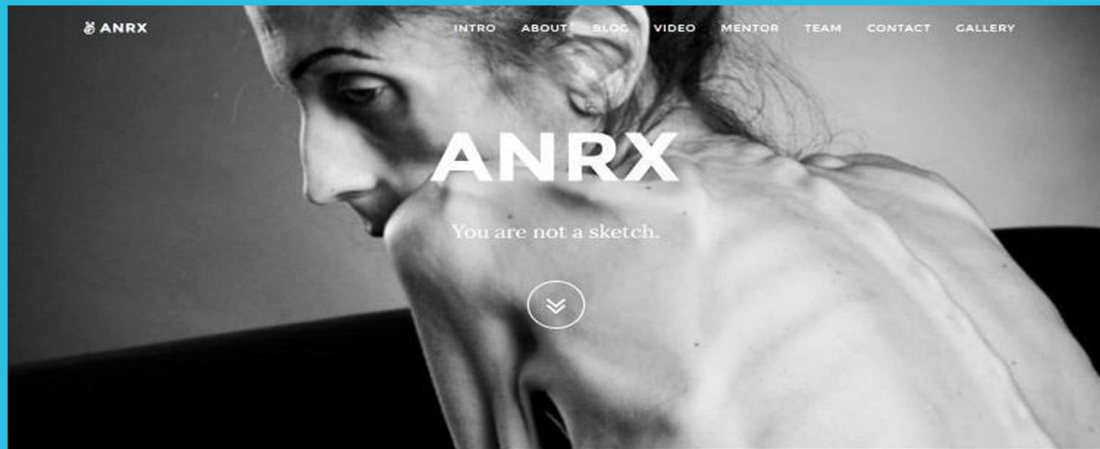 ANRX
INTRO ABOUT BLOG VIDEO MENTOR TEAM CONTACT GALLERY
ANRX
You are not a sketch.